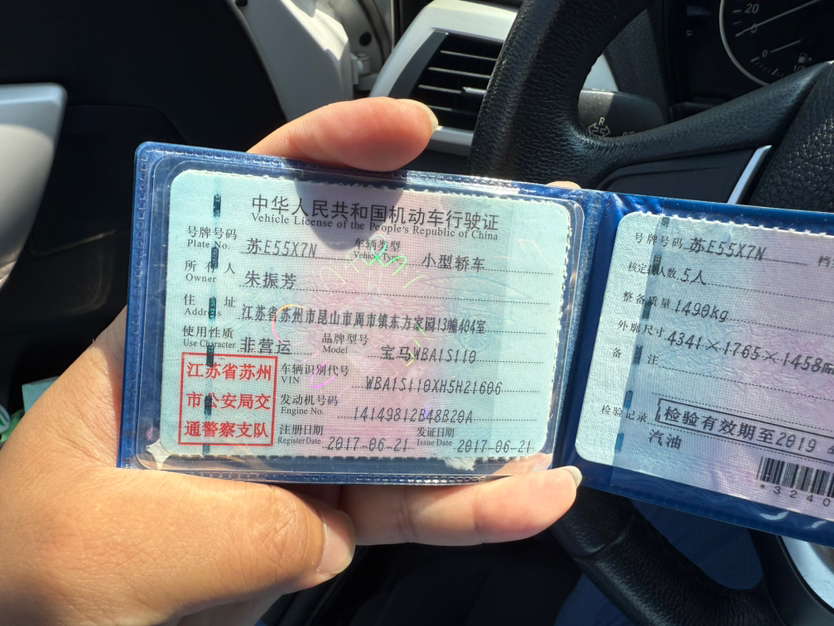 中华人民共和国机动车行驶证
Vehicle License of the People's Republic of China
号牌号码 苏E55X7N 车辆类型 小型轿车
Plate No. Vehicle Type
所有人 朱振芳
Owner
住址 江苏省苏州市昆山市周市镇东方家园13幢404室
Address
使用性质 非营运 品牌型号 宝马WBA1S110
Use Character Model
江苏省苏州
市公安局交
通警察支队
车辆识别代号 WBA1S110XH5H21606
VIN
发动机号码 14149812B48B20A
Engine No.
注册日期 2017-06-21 发证日期 2017-06-21
Register Date Issue Date
号牌号码 苏E55X7N 档
核定载人数 5人
整备质量 1490kg
外廓尺寸 4341×1765×1458
备注
检验记录 检验有效期至2019
汽油
*3240
20
0
R